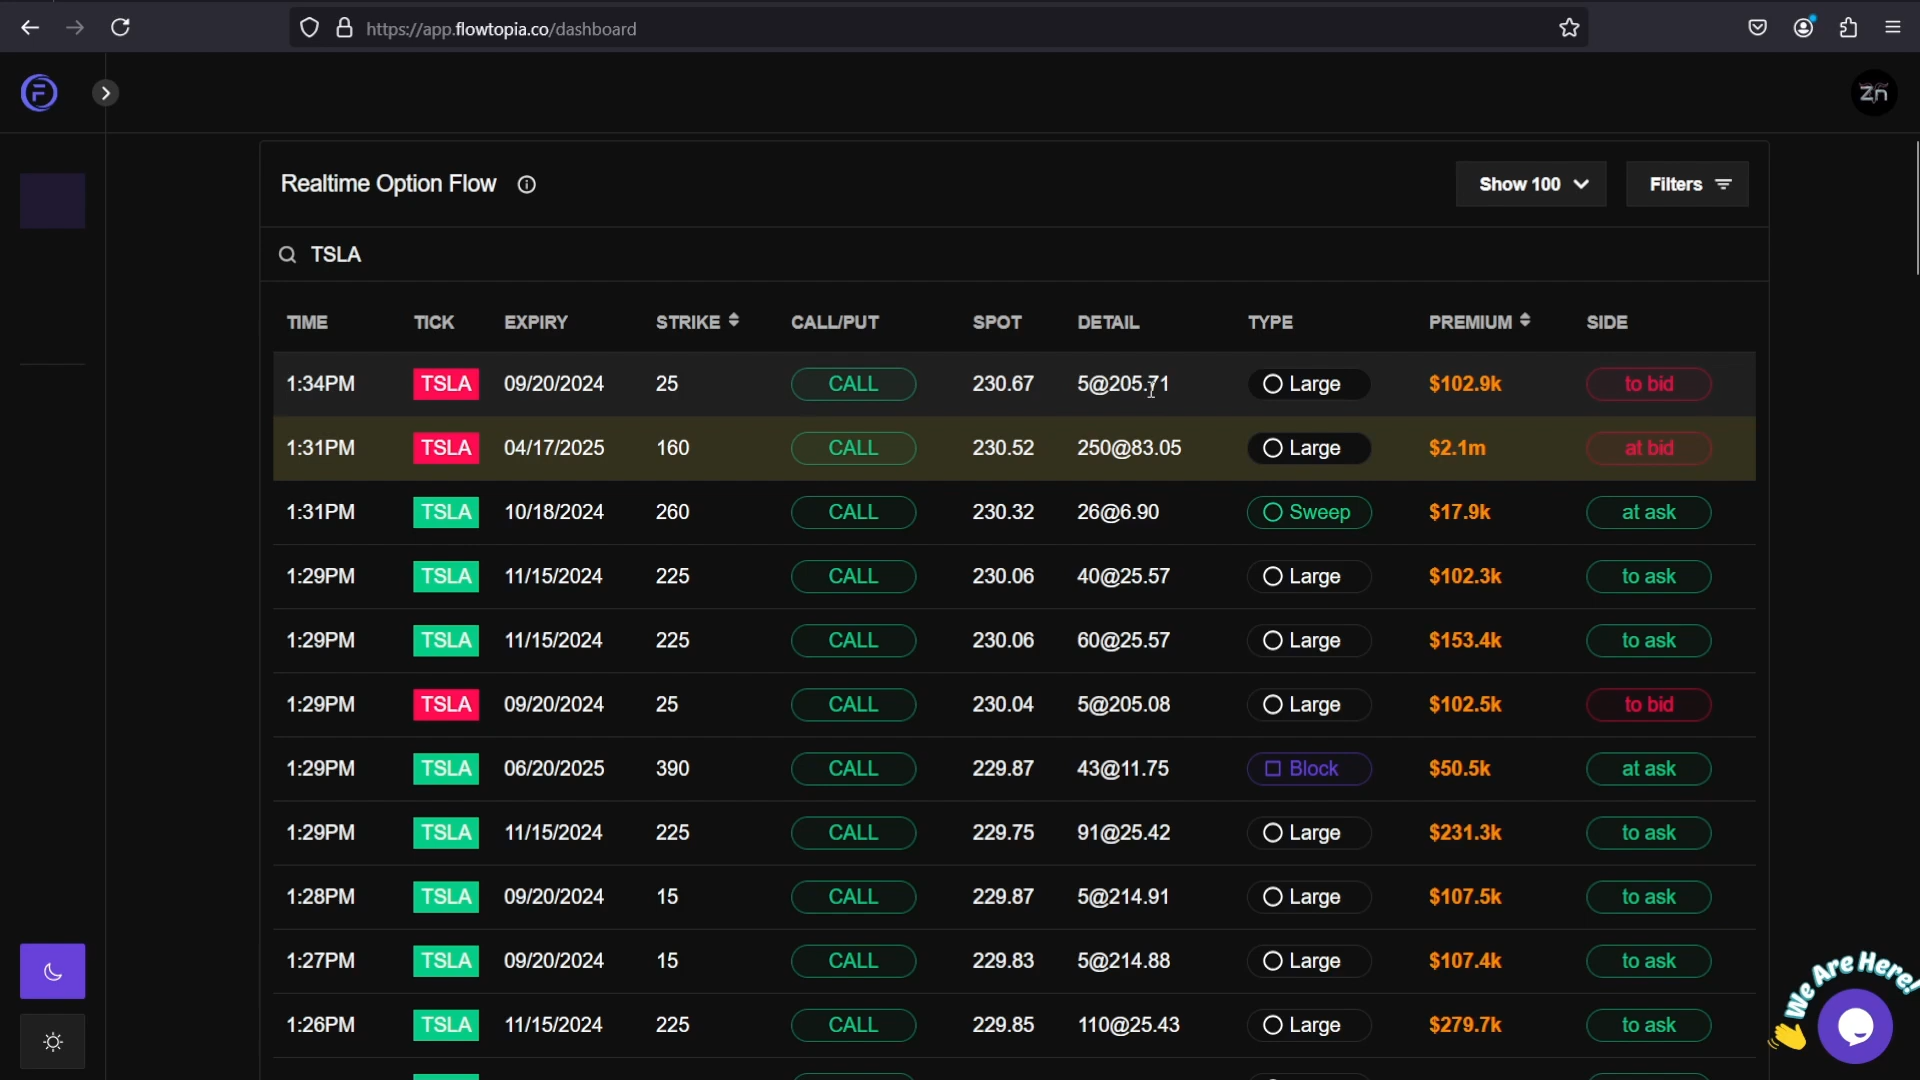 https://app.flowtopia.co/dashboard
F
Zn
Realtime Option Flow
Show 100
Filters
TSLA
TIME TICK EXPIRY STRIKE CALL/PUT SPOT DETAIL TYPE PREMIUM SIDE
1:34PM TSLA 09/20/2024 25 CALL 230.67 5@205.71 Large $102.9k to bid
1:31PM TSLA 04/17/2025 160 CALL 230.52 250@83.05 Large $2.1m at bid
1:31PM TSLA 10/18/2024 260 CALL 230.32 26@6.90 Sweep $17.9k at ask
1:29PM TSLA 11/15/2024 225 CALL 230.06 40@25.57 Large $102.3k to ask
1:29PM TSLA 11/15/2024 225 CALL 230.06 60@25.57 Large $153.4k to ask
1:29PM TSLA 09/20/2024 25 CALL 230.04 5@205.08 Large $102.5k to bid
1:29PM TSLA 06/20/2025 390 CALL 229.87 43@11.75 Block $50.5k at ask
1:29PM TSLA 11/15/2024 225 CALL 229.75 91@25.42 Large $231.3k to ask
1:28PM TSLA 09/20/2024 15 CALL 229.87 5@214.91 Large $107.5k to ask
1:27PM TSLA 09/20/2024 15 CALL 229.83 5@214.88 Large $107.4k to ask
1:26PM TSLA 11/15/2024 225 CALL 229.85 110@25.43 Large $279.7k to ask
We Are Here!